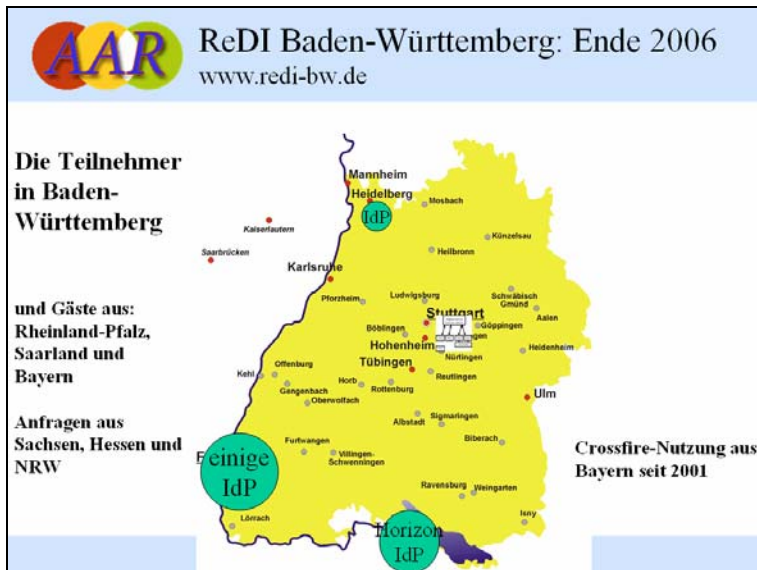 AAR
ReDI Baden-Württemberg: Ende 2006
www.redi-bw.de
Die Teilnehmer
in Baden-
Württemberg
und Gäste aus:
Rheinland-Pfalz,
Saarland und
Bayern
Anfragen aus
Sachsen, Hessen und
NRW
Mannheim
Heidelberg
IdP
Mosbach
Kaiserlautern
Künzelsau
Saarbrücken
Heilbronn
Karlsruhe
Pforzheim
Ludwigsburg
Schwäbisch
Gmünd
Aalen
Stuttgart
Göppingen
Böblingen
Hohenheim
Nürtingen
Heidenheim
Tübingen
Reutlingen
Kehl
Offenburg
Gengenbach
Horb
Rottenburg
Oberwolfach
Ulm
Albstadt
Sigmaringen
Biberach
Furtwangen
Villingen-
Schwenningen
einige
IdP
Ravensburg
Weingarten
Isny
Lörrach
Horizon
IdP
Crossfire-Nutzung aus
Bayern seit 2001